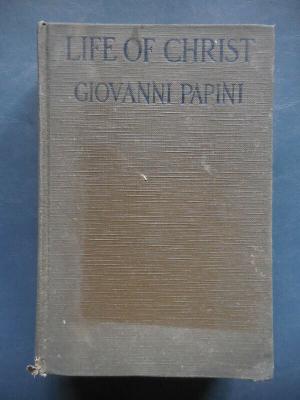 LIFE OF CHRIST
GIOVANNI PAPINI